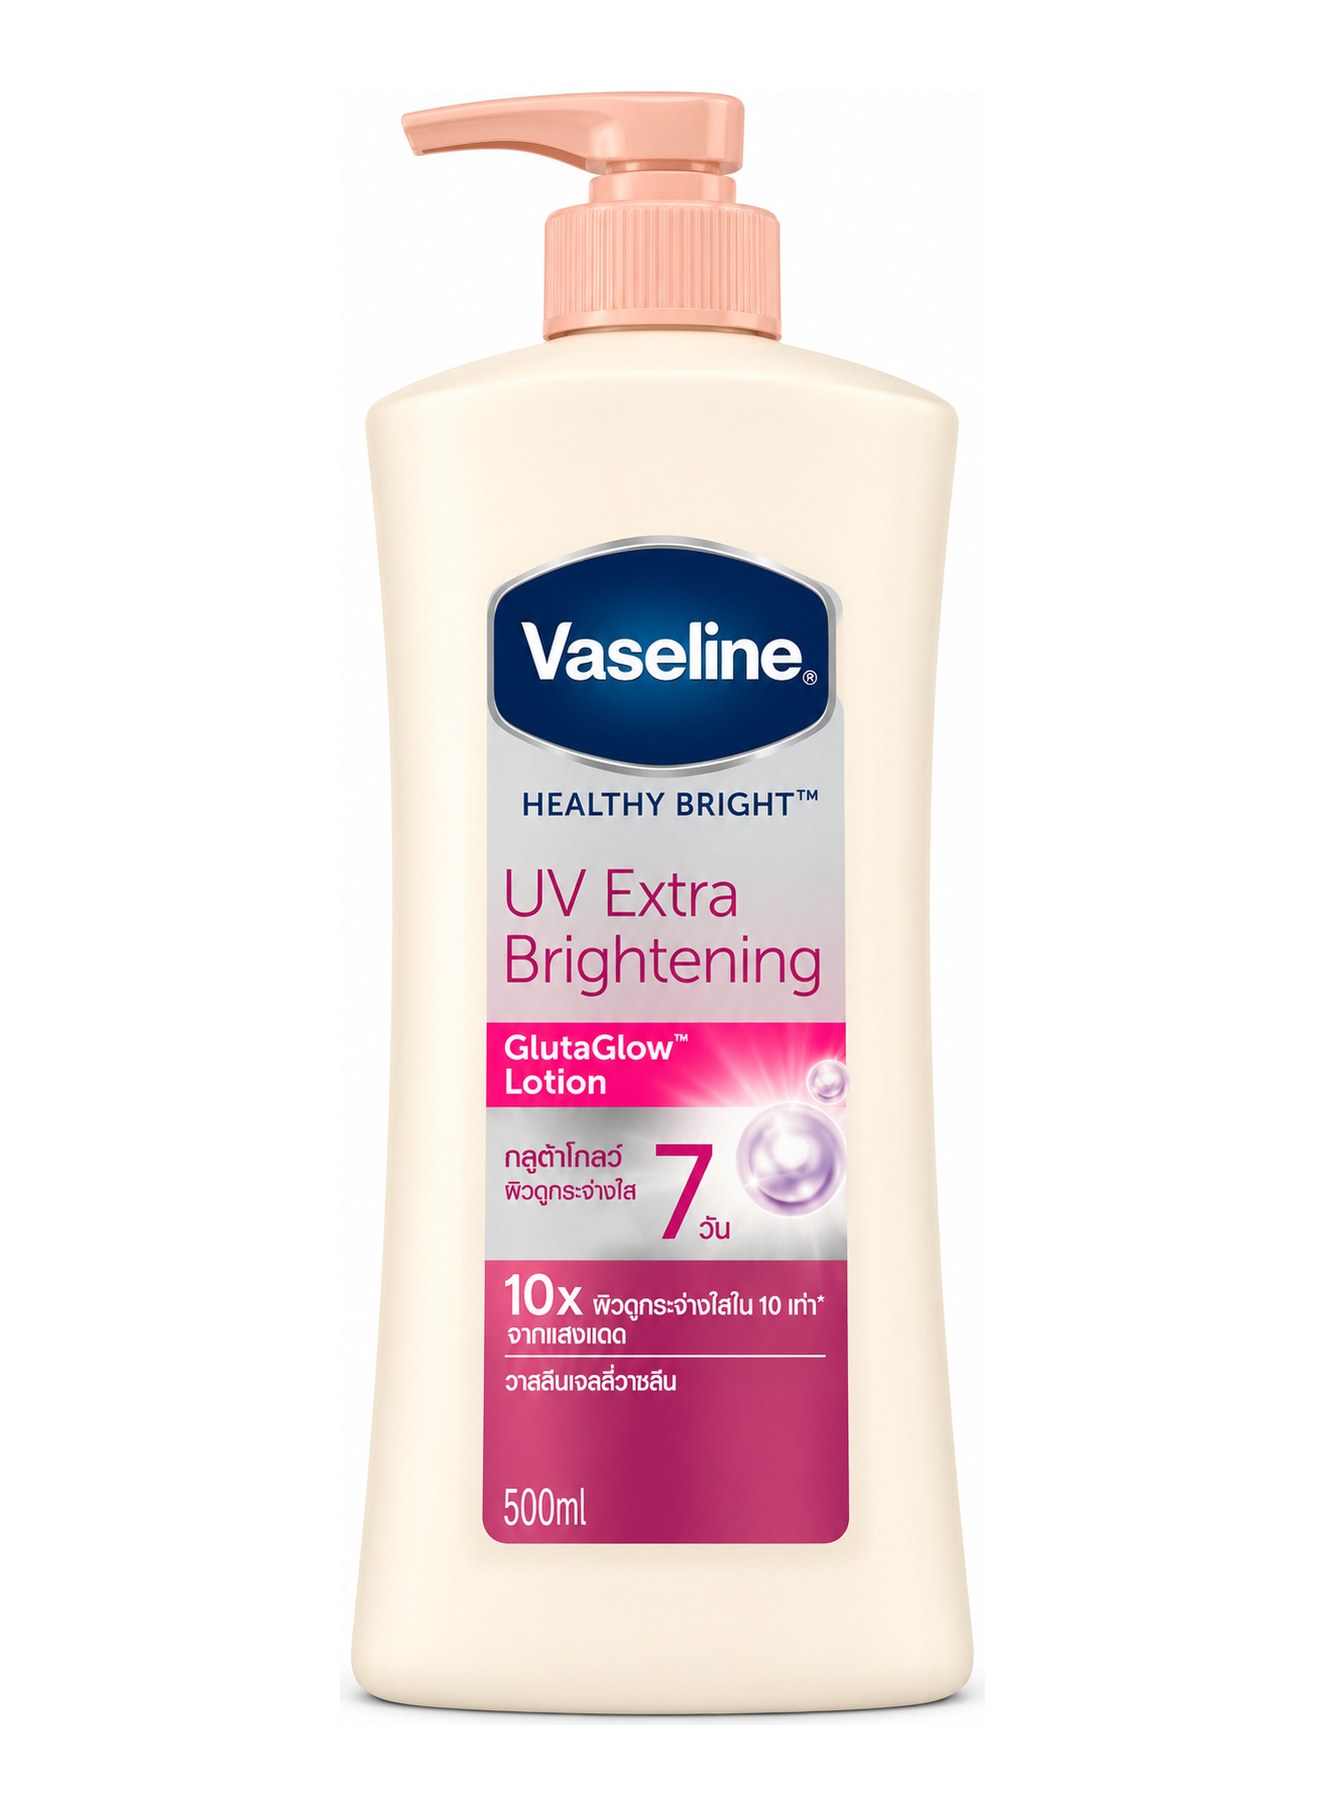 Vaseline®
HEALTHY BRIGHT™
UV Extra
Brightening
GlutaGlow™
Lotion
กลูต้าโกลว์
ผิวดูกระจ่างใส
7 วัน
10x ผิวดูกระจ่างใสใน 10 เท่า*
จากแสงแดด
วาสลีนเจลลี่วาซลีน
500ml